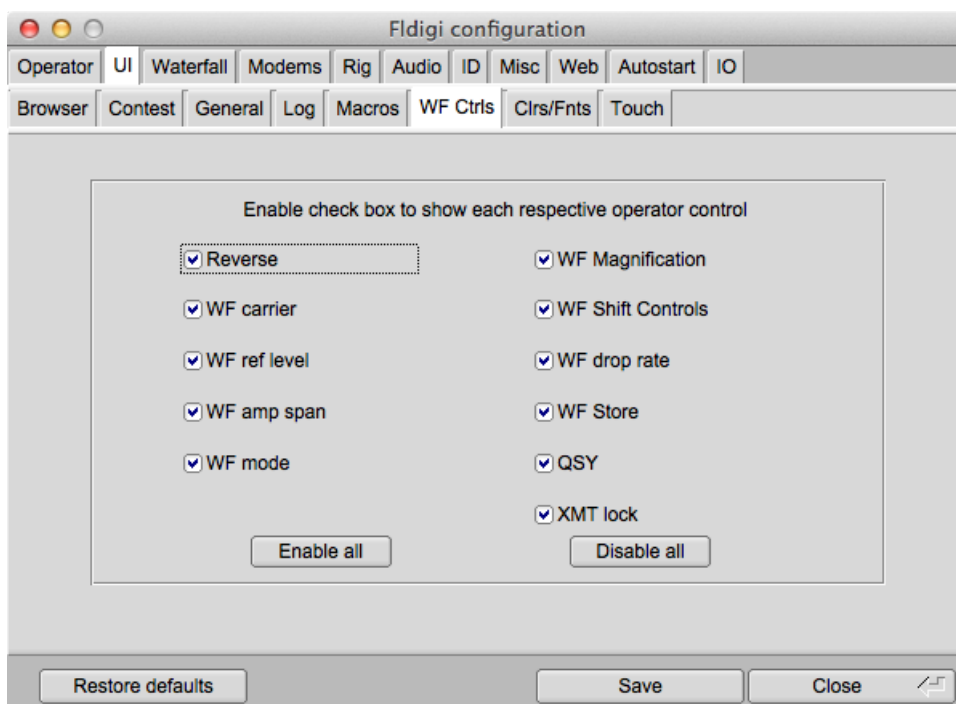 Fldigi configuration
Operator UI Waterfall Modems Rig Audio ID Misc Web Autostart IO
Browser Contest General Log Macros WF Ctrls Clrs/Fnts Touch
Enable check box to show each respective operator control
Reverse WF Magnification
WF carrier WF Shift Controls
WF ref level WF drop rate
WF amp span WF Store
WF mode QSY
XMT lock
Enable all Disable all
Restore defaults Save Close